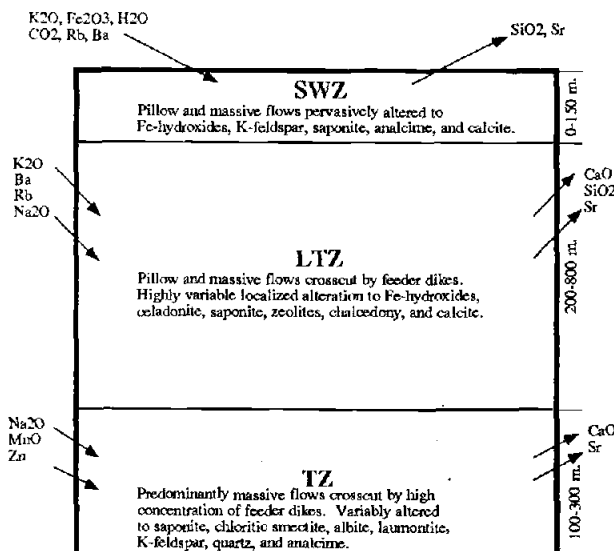 K2O, Fe2O3, H2O
CO2, Rb, Ba
SiO2, Sr
SWZ
Pillow and massive flows pervasively altered to
Fe-hydroxides, K-feldspar, saponite, analcime, and calcite.
0-150 m.
K2O
Ba
Rb
Na2O
CaO
SiO2
Sr
LTZ
Pillow and massive flows crosscut by feeder dikes.
Highly variable localized alteration to Fe-hydroxides,
celadonite, saponite, zeolites, chalcedony, and calcite.
200-800 m.
Na2O
MnO
Zn
CaO
Sr
TZ
Predominantly massive flows crosscut by high
concentration of feeder dikes. Variably altered
to saponite, chloritic smectite, albite, laumontite,
K-feldspar, quartz, and analcime.
100-300 m.